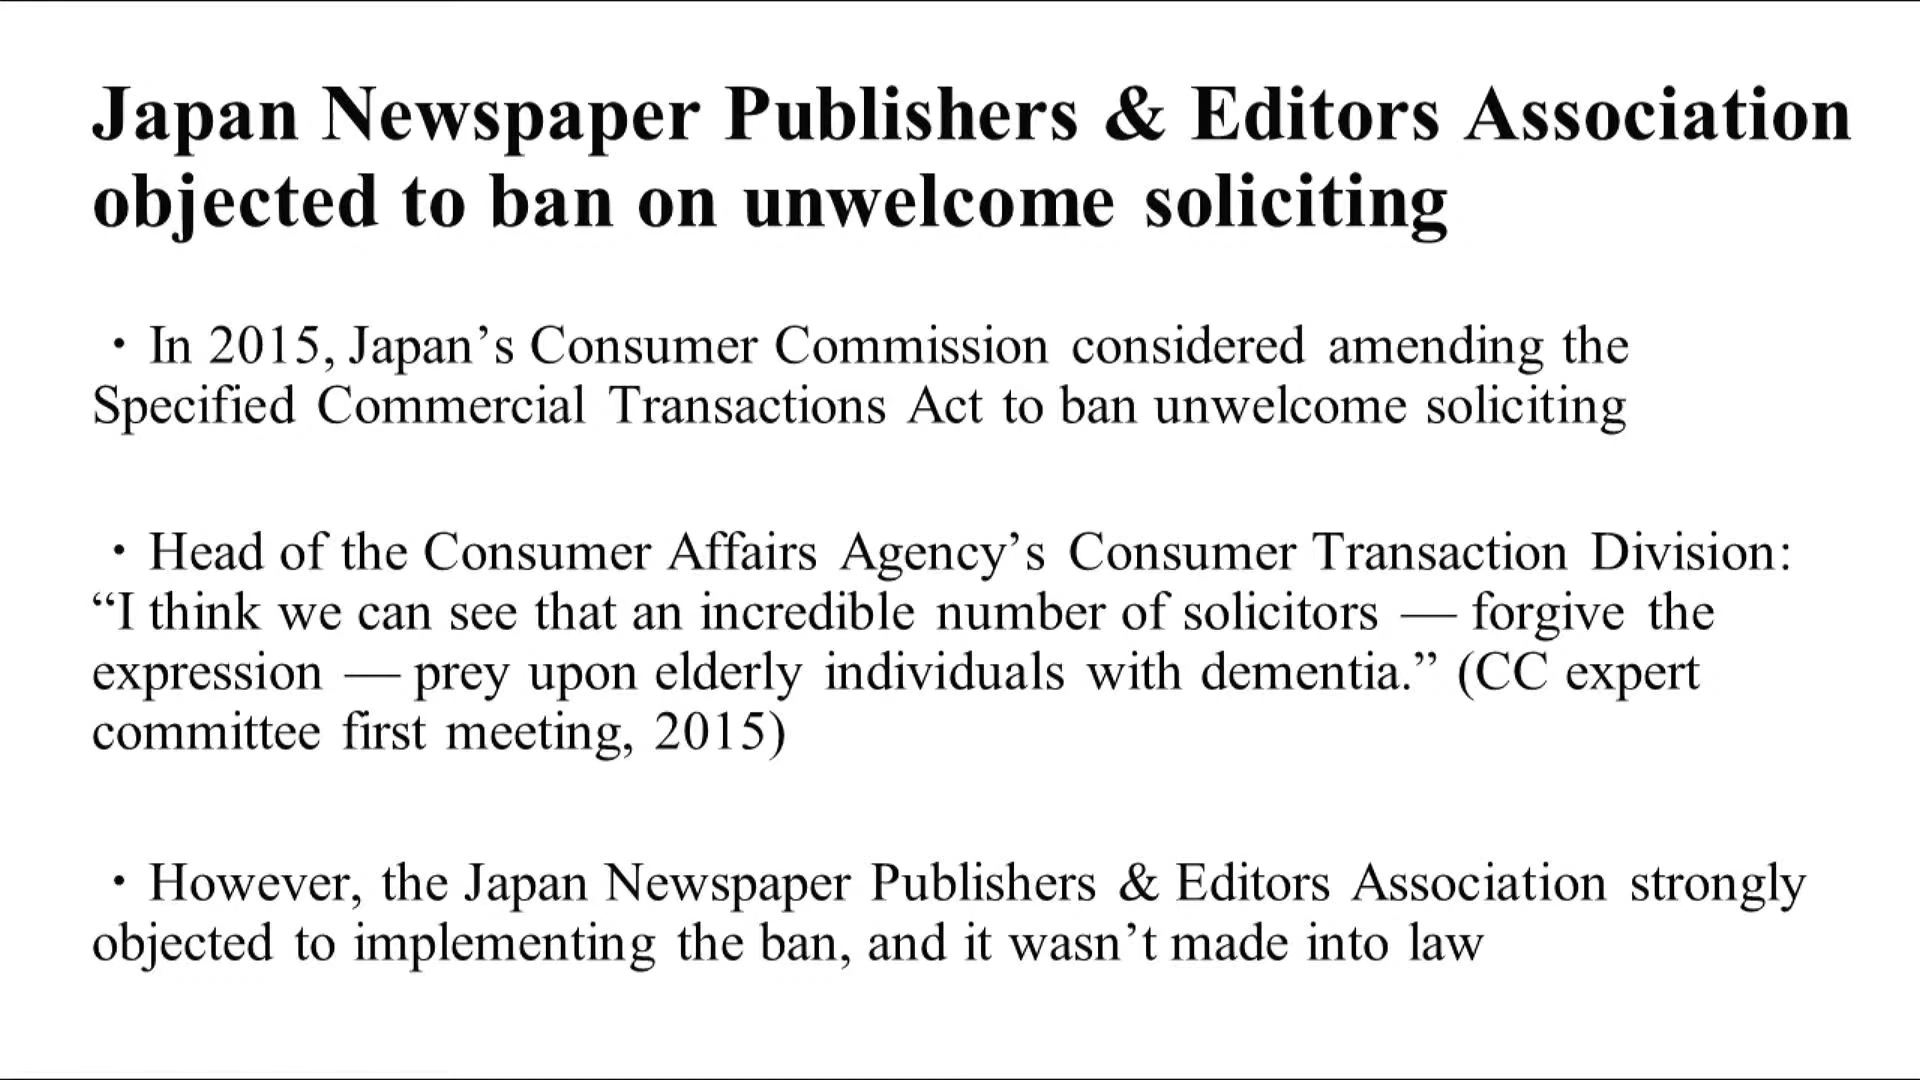 Japan Newspaper Publishers & Editors Association
objected to ban on unwelcome soliciting
・In 2015, Japan’s Consumer Commission considered amending the
Specified Commercial Transactions Act to ban unwelcome soliciting
・Head of the Consumer Affairs Agency’s Consumer Transaction Division:
“I think we can see that an incredible number of solicitors — forgive the
expression — prey upon elderly individuals with dementia.” (CC expert
committee first meeting, 2015)
・However, the Japan Newspaper Publishers & Editors Association strongly
objected to implementing the ban, and it wasn’t made into law